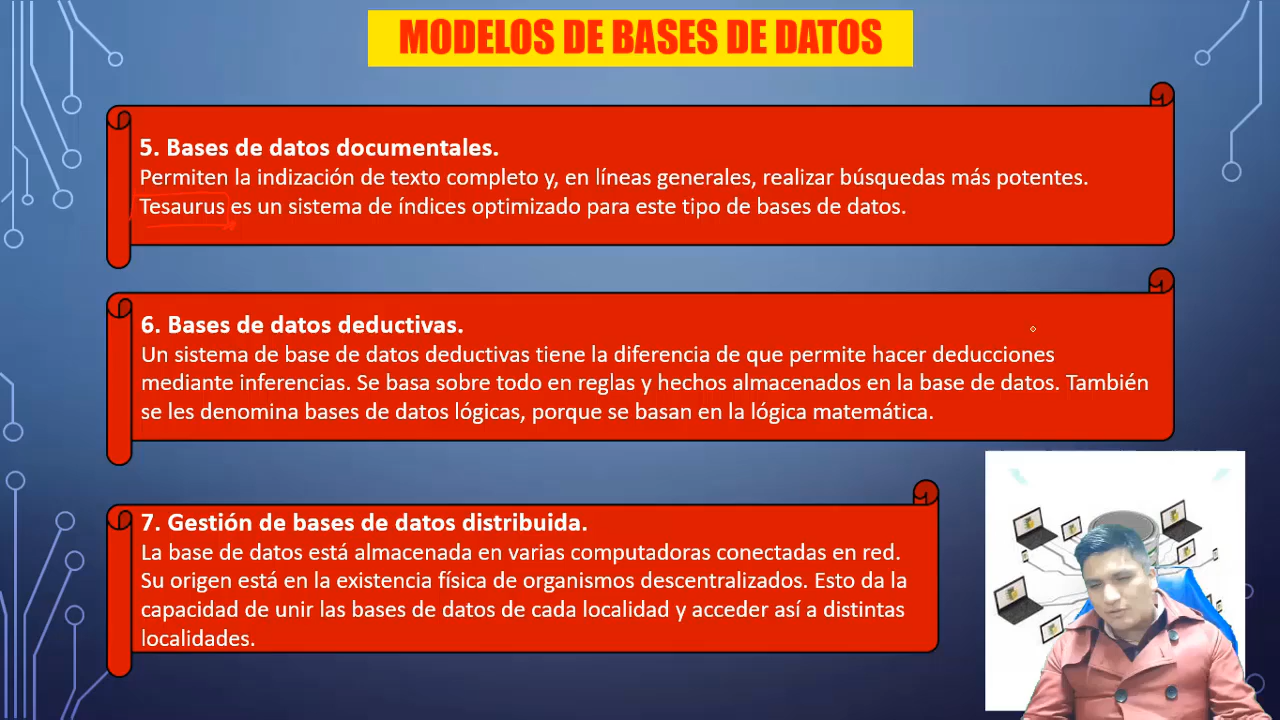 MODELOS DE BASES DE DATOS
5. Bases de datos documentales.
Permiten la indización de texto completo y, en líneas generales, realizar búsquedas más potentes.
Tesaurus es un sistema de índices optimizado para este tipo de bases de datos.
6. Bases de datos deductivas.
Un sistema de base de datos deductivas tiene la diferencia de que permite hacer deducciones
mediante inferencias. Se basa sobre todo en reglas y hechos almacenados en la base de datos. También
se les denomina bases de datos lógicas, porque se basan en la lógica matemática.
7. Gestión de bases de datos distribuida.
La base de datos está almacenada en varias computadoras conectadas en red.
Su origen está en la existencia física de organismos descentralizados. Esto da la
capacidad de unir las bases de datos de cada localidad y acceder así a distintas
localidades.